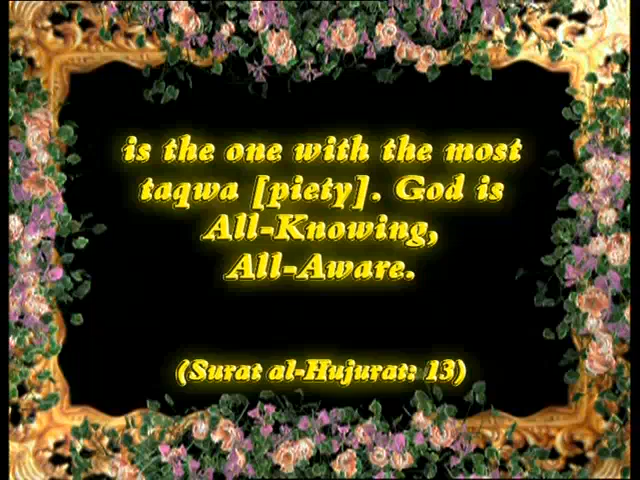 is the one with the most
taqwa [piety]. God is
All-Knowing,
All-Aware.
(Surat al-Hujurat: 13)